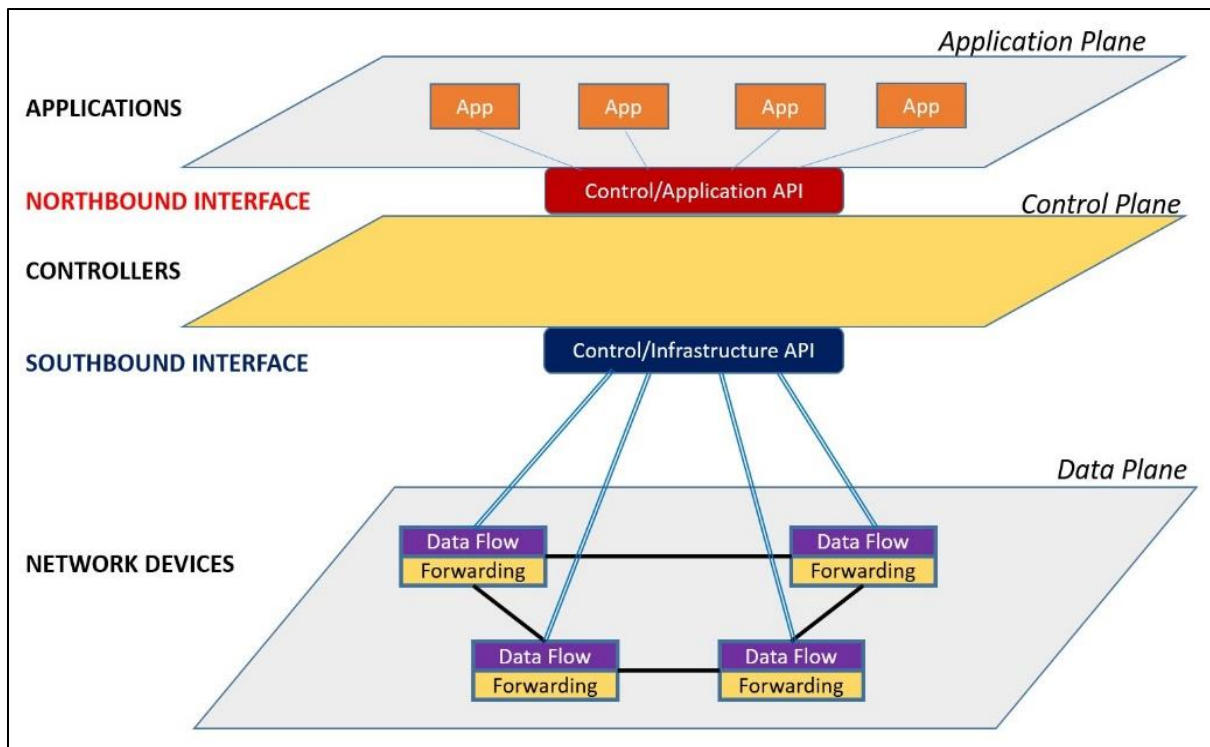 Application Plane
APPLICATIONS
App
App
App
App
NORTHBOUND INTERFACE
Control/Application API
Control Plane
CONTROLLERS
SOUTHBOUND INTERFACE
Control/Infrastructure API
Data Plane
NETWORK DEVICES
Data Flow
Forwarding
Data Flow
Forwarding
Data Flow
Forwarding
Data Flow
Forwarding